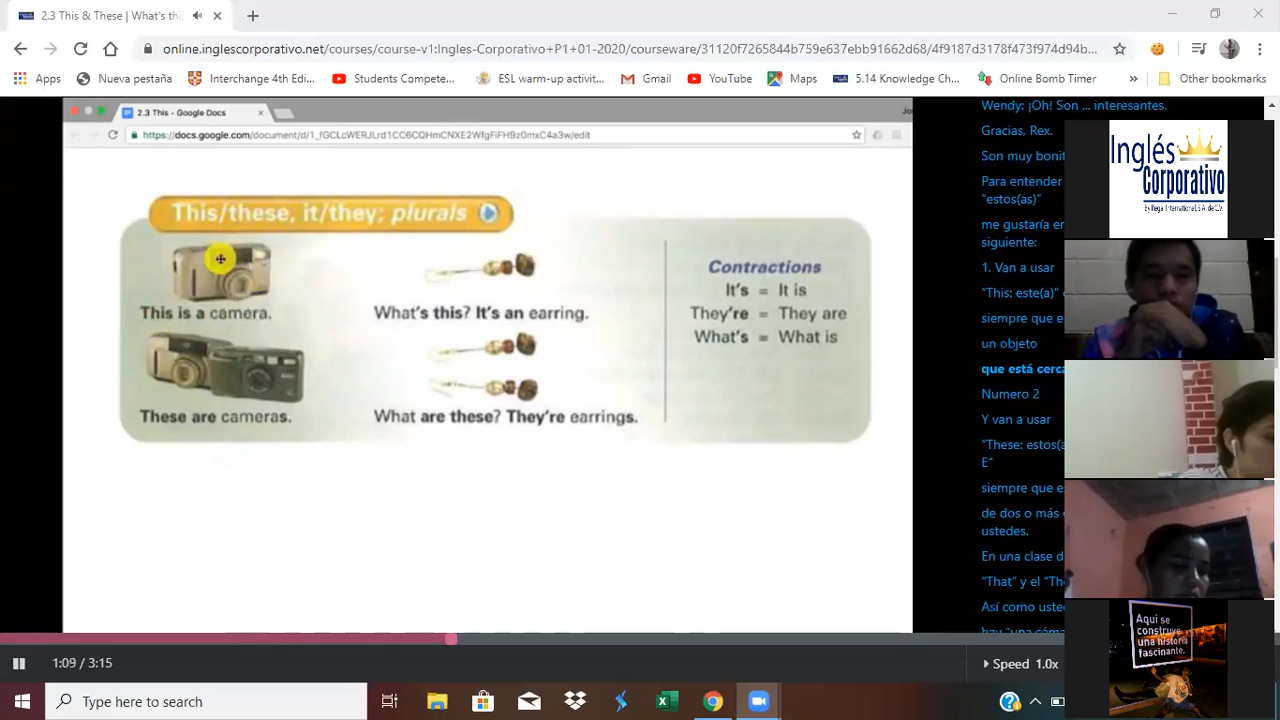 2.3 This & These | What's thi
online.inglescorporativo.net/courses/course-v1:Ingles-Corporativo+P1+01-2020/courseware/31120f7265844b759e637ebb91662d68/4f9187d3178f473f974d94b...
Apps
Nueva pestaña
Interchange 4th Edi...
Students Compete...
ESL warm-up activit...
Gmail
YouTube
Maps
5.14 Knowledge Ch...
Online Bomb Timer
»
Other bookmarks
2.3 This - Google Docs
This/these, it/they; plurals
This is a camera.
These are cameras.
What's this? It's an earring.
What are these? They're earrings.
Contractions
It's = It is
They're = They are
What's = What is
Wendy: ¡Oh! Son ... interesantes.
Gracias, Rex.
Son muy bonit
Para entender
"estos(as)"
me gustaría en
siguiente:
1. Van a usar
"This: este(a)"
siempre que e
un objeto
que está cerca
Numero 2
Y van a usar
"These: estos(a
E"
siempre que e
de dos o más
ustedes.
En una clase d
"That" y el "Th
Así como uste
hay "una cám
Inglés
Corporativo
Aqui se
construye
una historia
fascinante.
1:09 / 3:15
Speed 1.0x
Type here to search